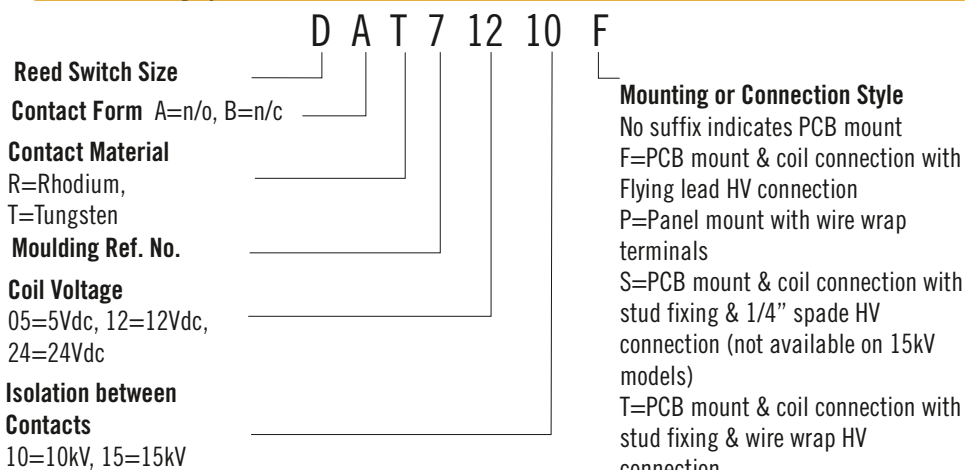 D A T 7 12 10 F
Reed Switch Size
Contact Form A=n/o, B=n/c
Contact Material
R=Rhodium,
T=Tungsten
Moulding Ref. No.
Coil Voltage
05=5Vdc, 12=12Vdc,
24=24Vdc
Isolation between
Contacts
10=10kV, 15=15kV
Mounting or Connection Style
No suffix indicates PCB mount
F=PCB mount & coil connection with
Flying lead HV connection
P=Panel mount with wire wrap
terminals
S=PCB mount & coil connection with
stud fixing & 1/4” spade HV
connection (not available on 15kV
models)
T=PCB mount & coil connection with
stud fixing & wire wrap HV
connection